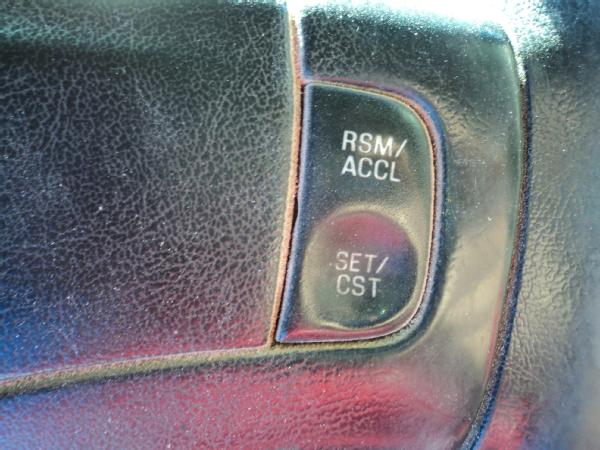 RSM/
ACCL
SET/
CST